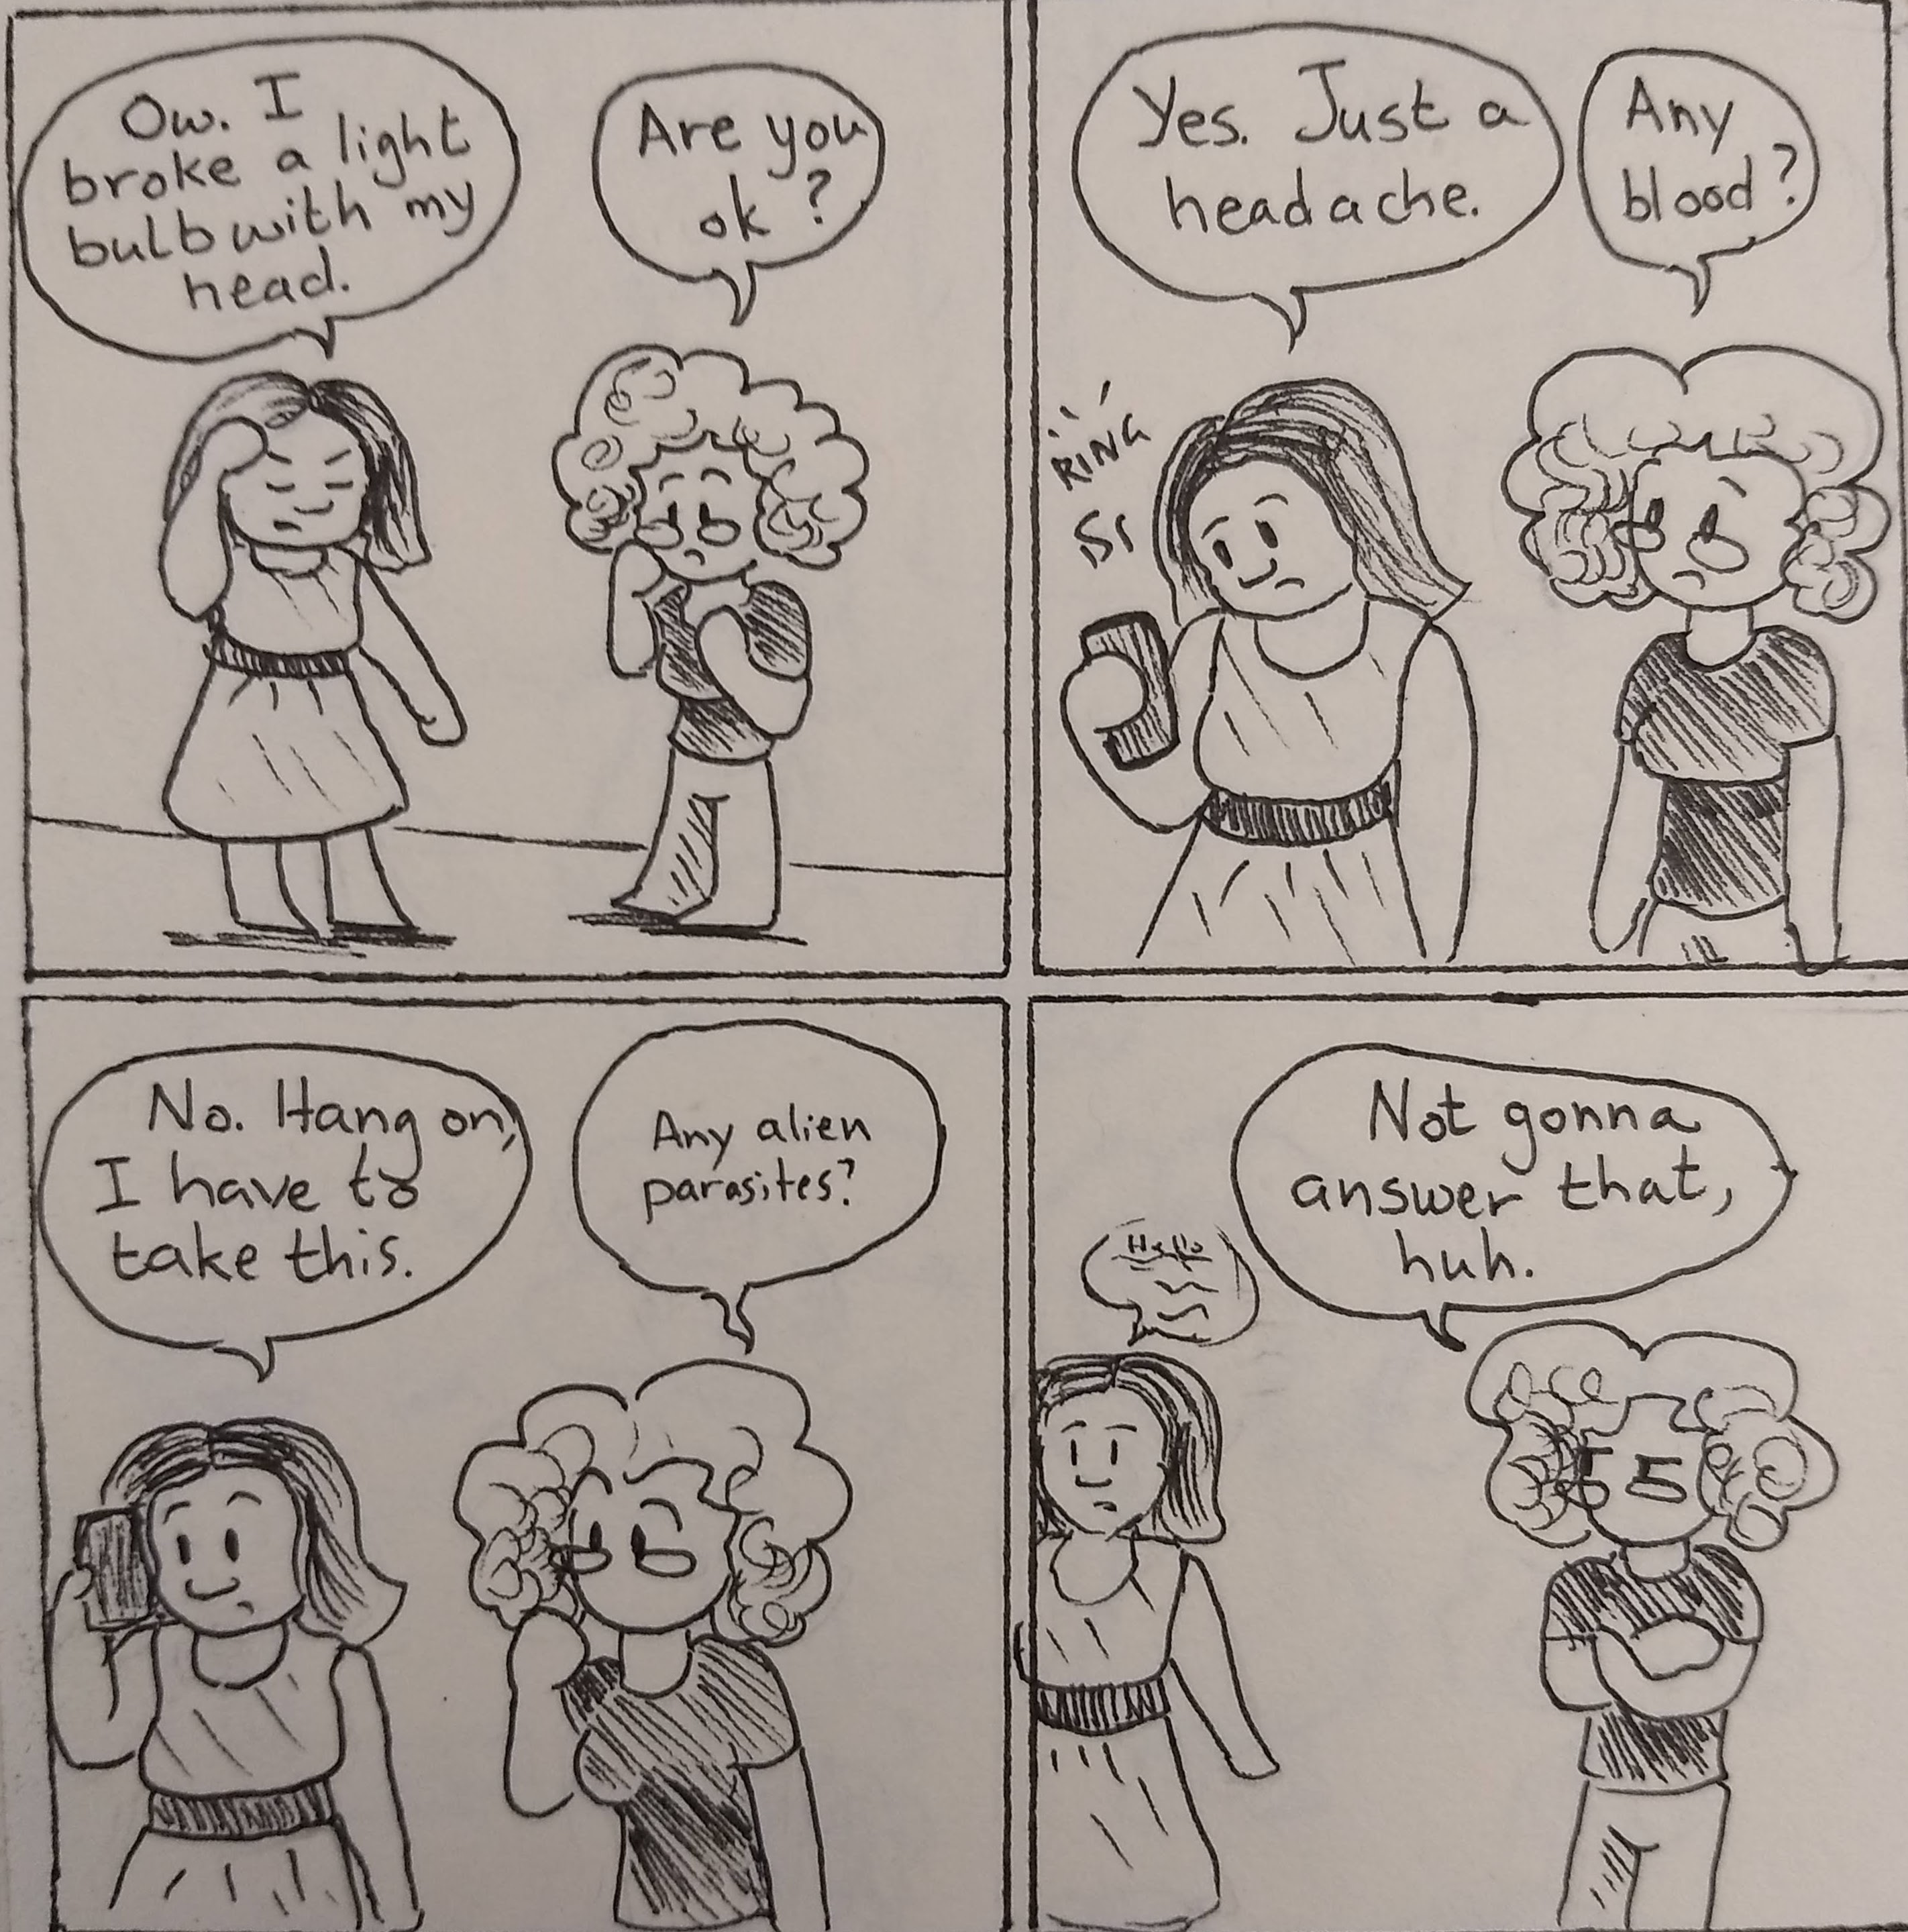 Ow. I
broke a light
bulb with my
head.
Are you
ok?
Yes. Just a
headache.
Any
blood?
RING
No. Hang on,
I have to
take this.
Any alien
parasites?
Hello
Not gonna
answer that,
huh.